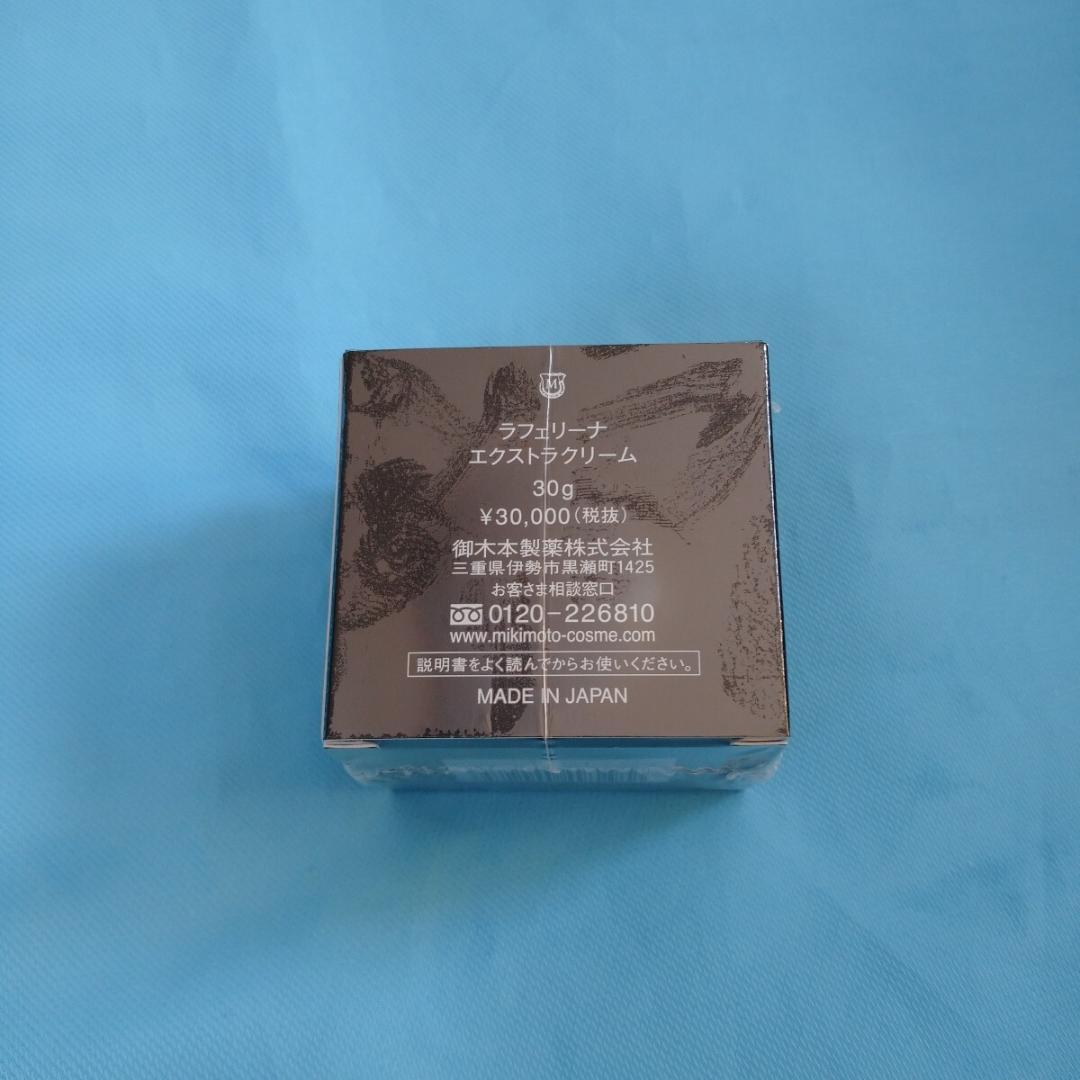 M
ラフェリーナ
エクストラクリーム
30g
¥30,000(税抜)
御木本製薬株式会社
三重県伊勢市黒瀬町1425
お客さま相談窓口
0120-226810
www.mikimoto-cosme.com
説明書をよく読んでからお使いください。
MADE IN JAPAN